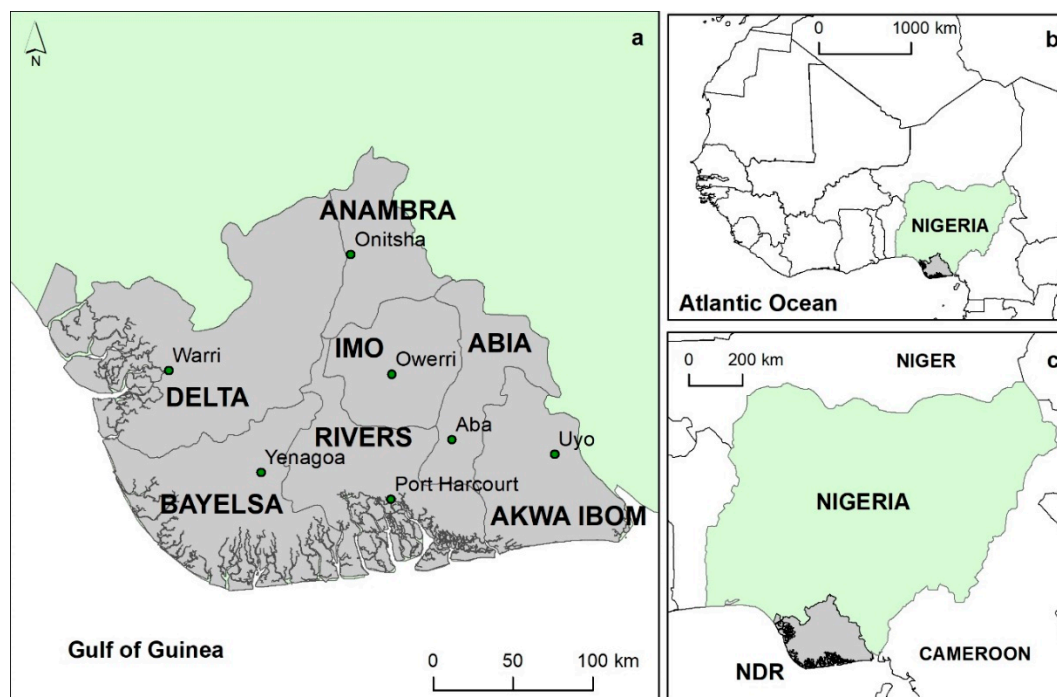 a
N
ANAMBRA
Onitsha
IMO
Owerri
ABIA
Warri
DELTA
RIVERS
Aba
Uyo
Yenagoa
Port Harcourt
BAYELSA
AKWA IBOM
Gulf of Guinea
0 50 100 km
b
0 1000 km
NIGERIA
Atlantic Ocean
c
0 200 km
NIGER
NIGERIA
CAMEROON
NDR